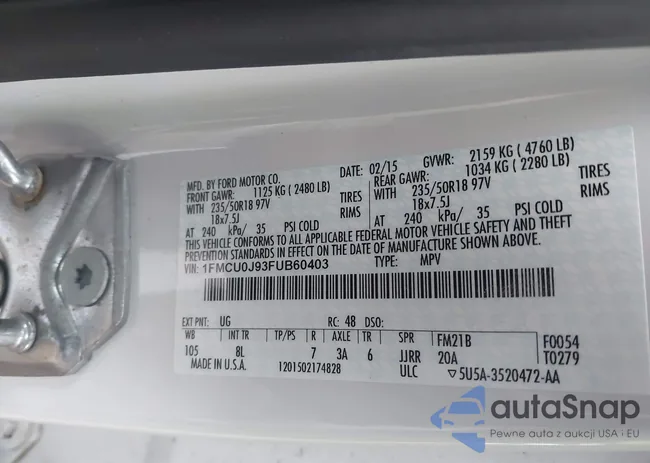 MFD. BY FORD MOTOR CO. DATE: 02/15 GVWR: 2159 KG ( 4760 LB)
FRONT GAWR: 1125 KG ( 2480 LB) REAR GAWR: 1034 KG ( 2280 LB)
WITH 235/50R18 97V TIRES WITH 235/50R18 97V TIRES
18x7.5J RIMS 18x7.5J RIMS
AT 240 kPa/ 35 PSI COLD AT 240 kPa/ 35 PSI COLD
THIS VEHICLE CONFORMS TO ALL APPLICABLE FEDERAL MOTOR VEHICLE SAFETY AND THEFT
PREVENTION STANDARDS IN EFFECT ON THE DATE OF MANUFACTURE SHOWN ABOVE.
VIN: 1FMCU0J93FUB60403 TYPE: MPV
EXT PNT: UG RC: 48 DSO:
WB INT TR TP/PS R AXLE TR SPR FM21B F0054
105 8L 7 3A 6 JJRR 20A T0279
MADE IN U.S.A. 1201502174828 ULC ▽5U5A-3520472-AA
autoSnap
Pewne auta z aukcji USA i EU